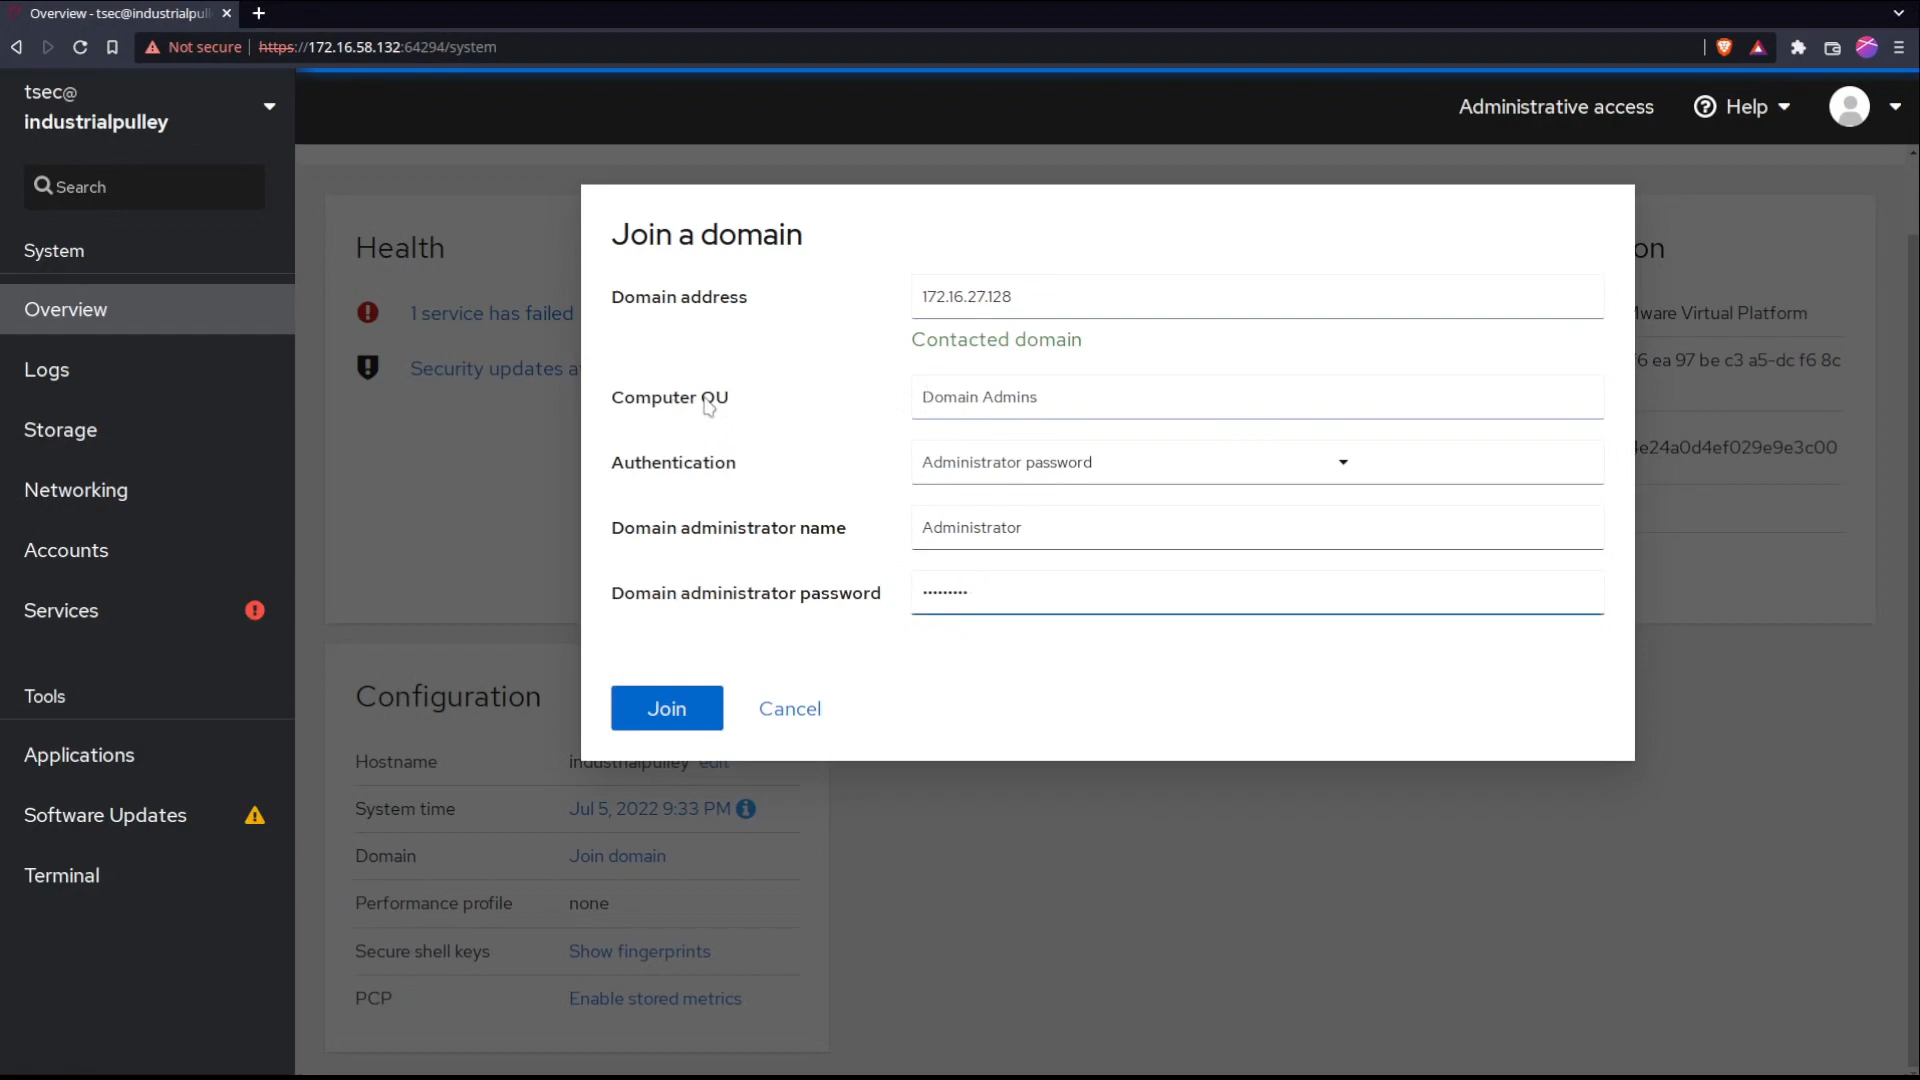 Overview - tsec@industrialpull
Not secure
https://172.16.58.132:64294/system
tsec@
industrialpulley
Administrative access
Help
Search
System
Overview
Logs
Storage
Networking
Accounts
Services
Tools
Applications
Software Updates
Terminal
Health
1 service has failed
Security updates a
Join a domain
Domain address
172.16.27.128
Contacted domain
Computer OU
Domain Admins
Authentication
Administrator password
Domain administrator name
Administrator
Domain administrator password
•••••••••
Join
Cancel
on
Mware Virtual Platform
6 ea 97 be c3 a5-dc f6 8c
4e24a0d4ef029e9e3c00
Configuration
Hostname
industrialpulley edit
System time
Jul 5, 2022 9:33 PM
Domain
Join domain
Performance profile
none
Secure shell keys
Show fingerprints
PCP
Enable stored metrics